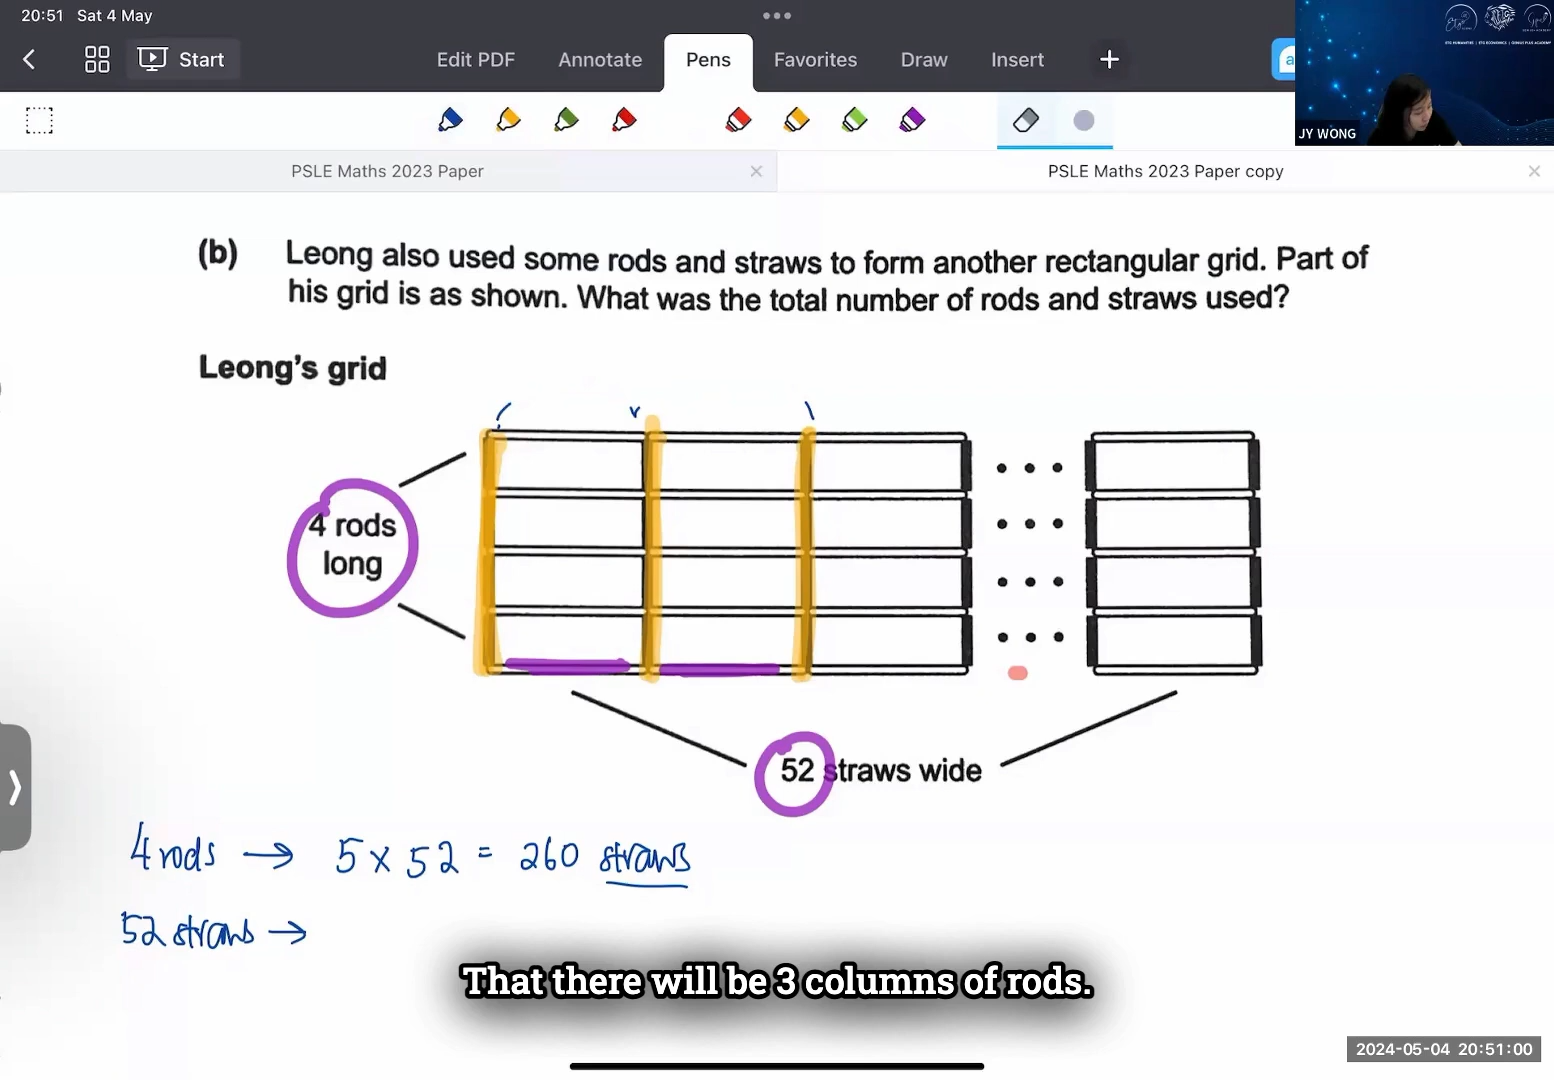 20:51 Sat 4 May
Start
Edit PDF
Annotate
Pens
Favorites
Draw
Insert
JY WONG
PSLE Maths 2023 Paper
PSLE Maths 2023 Paper copy
(b) Leong also used some rods and straws to form another rectangular grid. Part of
his grid is as shown. What was the total number of rods and straws used?
Leong's grid
4 rods
long
52 straws wide
4 rods → 5 × 52 = 260 straws
52 straws →
That there will be 3 columns of rods.
2024-05-04 20:51:00